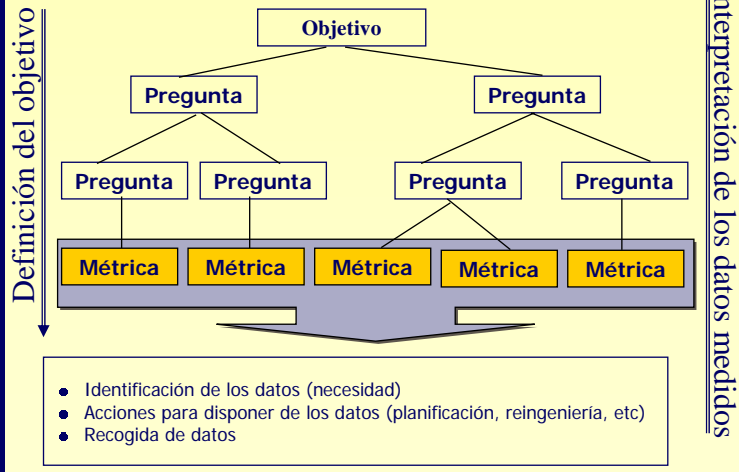 Definición del objetivo
Objetivo
Pregunta Pregunta
Pregunta Pregunta Pregunta Pregunta
Métrica Métrica Métrica Métrica Métrica
Identificación de los datos (necesidad)
Acciones para disponer de los datos (planificación, reingeniería, etc)
Recogida de datos
nterpretación de los datos medidos